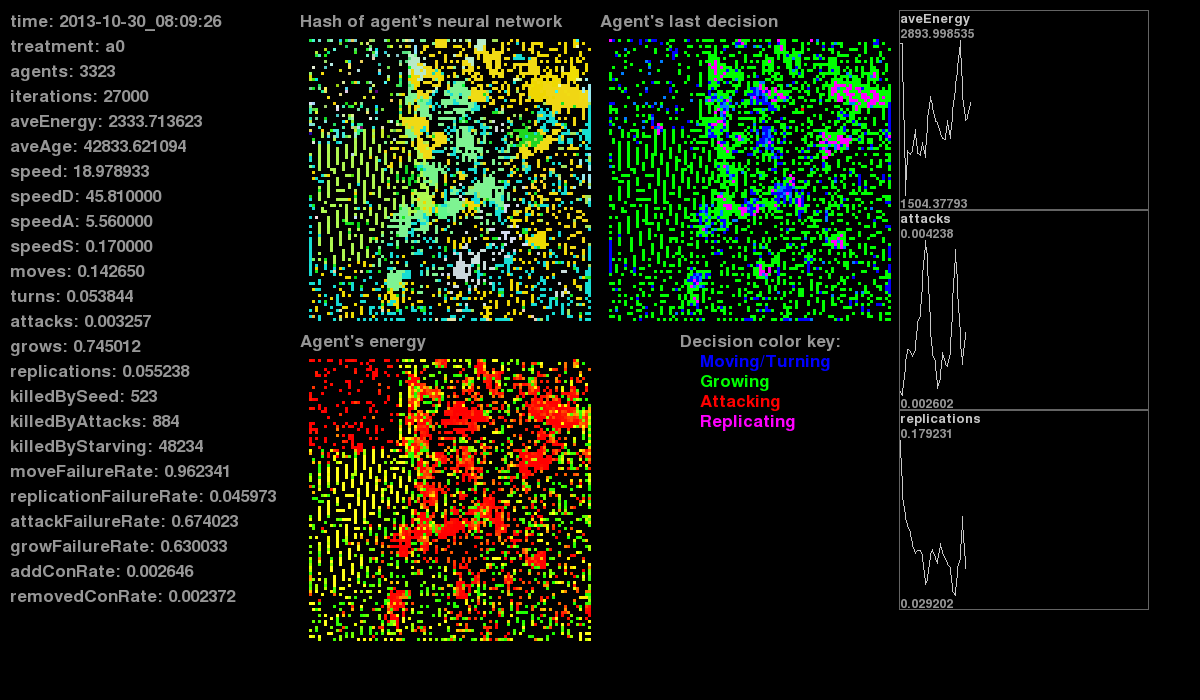 time: 2013-10-30_08:09:26
treatment: a0
agents: 3323
iterations: 27000
aveEnergy: 2333.713623
aveAge: 42833.621094
speed: 18.978933
speedD: 45.810000
speedA: 5.560000
speedS: 0.170000
moves: 0.142650
turns: 0.053844
attacks: 0.003257
grows: 0.745012
replications: 0.055238
killedBySeed: 523
killedByAttacks: 884
killedByStarving: 48234
moveFailureRate: 0.962341
replicationFailureRate: 0.045973
attackFailureRate: 0.674023
growFailureRate: 0.630033
addConRate: 0.002646
removedConRate: 0.002372
Hash of agent's neural network
Agent's last decision
Agent's energy
Decision color key:
Moving/Turning
Growing
Attacking
Replicating
aveEnergy
2893.998535
1504.37793
attacks
0.004238
0.002602
replications
0.179231
0.029202